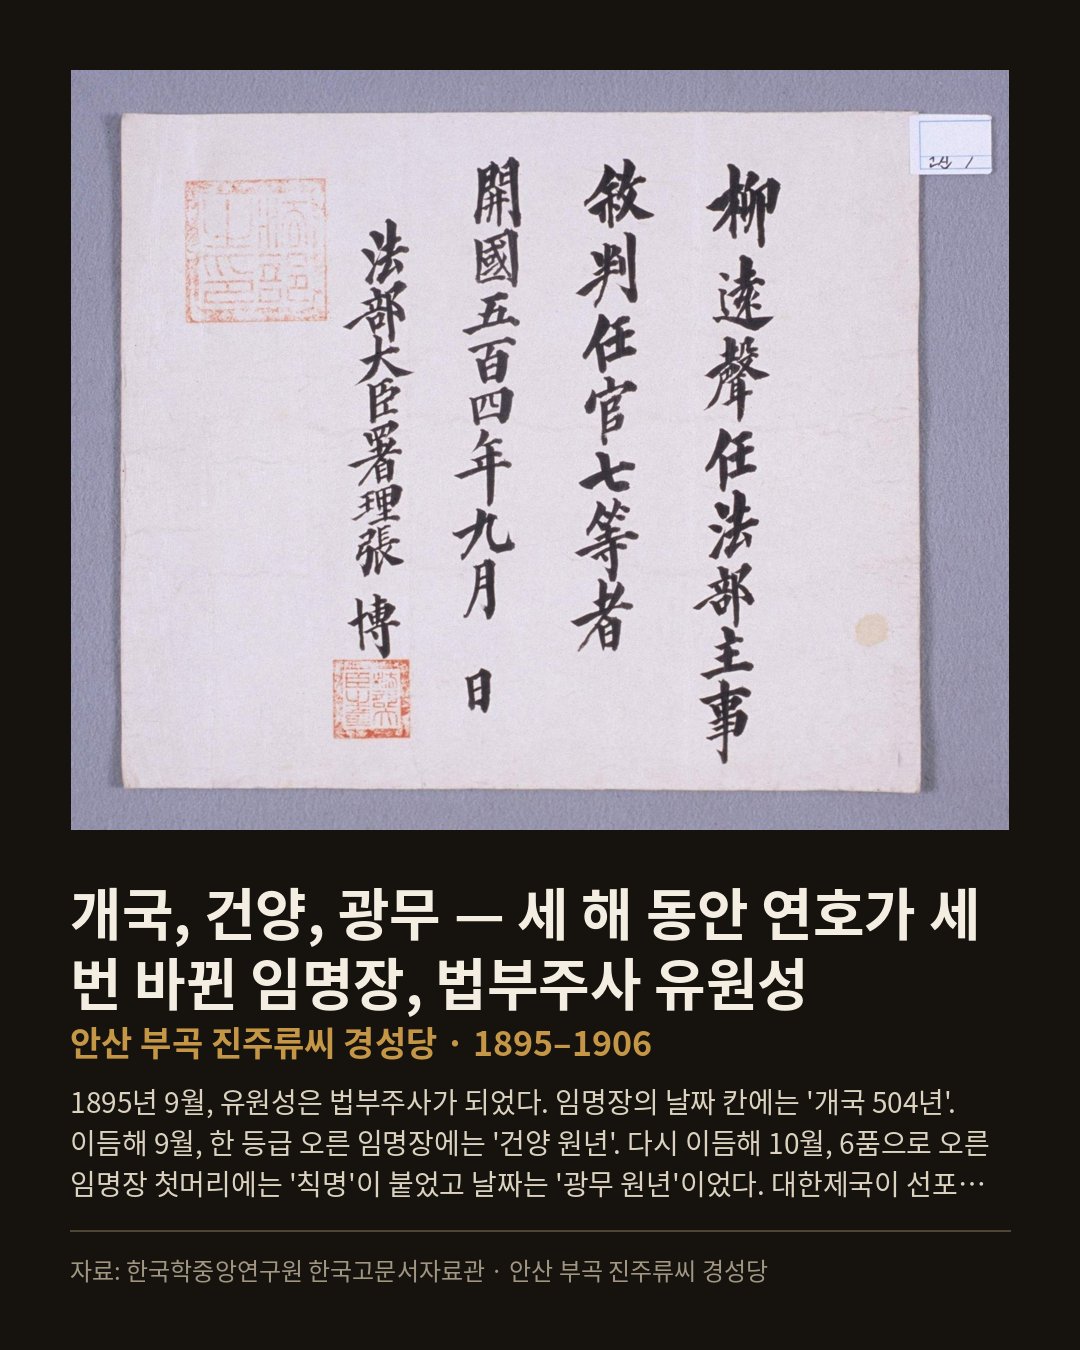 柳遠聲任法部主事
敘判任官七等者
開國五百四年九月 日
法部大臣署理張 博
개국, 건양, 광무 — 세 해 동안 연호가 세
번 바뀐 임명장, 법부주사 유원성
안산 부곡 진주류씨 경성당 · 1895–1906
1895년 9월, 유원성은 법부주사가 되었다. 임명장의 날짜 칸에는 '개국 504년'.
이듬해 9월, 한 등급 오른 임명장에는 '건양 원년'. 다시 이듬해 10월, 6품으로 오른
임명장 첫머리에는 '칙명'이 붙었고 날짜는 '광무 원년'이었다. 대한제국이 선포…
자료: 한국학중앙연구원 한국고문서자료관 · 안산 부곡 진주류씨 경성당